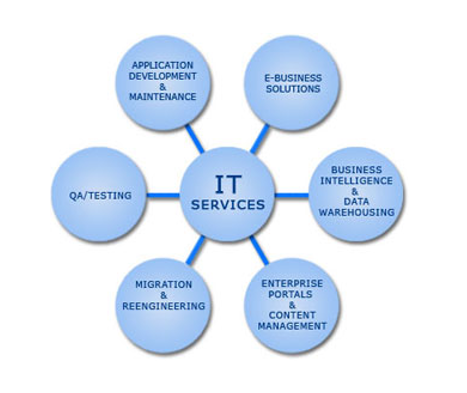 APPLICATION
DEVELOPMENT
&
MAINTENANCE
E-BUSINESS
SOLUTIONS
QA/TESTING
IT
SERVICES
BUSINESS
INTELLIGENCE
&
DATA
WAREHOUSING
MIGRATION
&
REENGINEERING
ENTERPRISE
PORTALS
&
CONTENT
MANAGEMENT